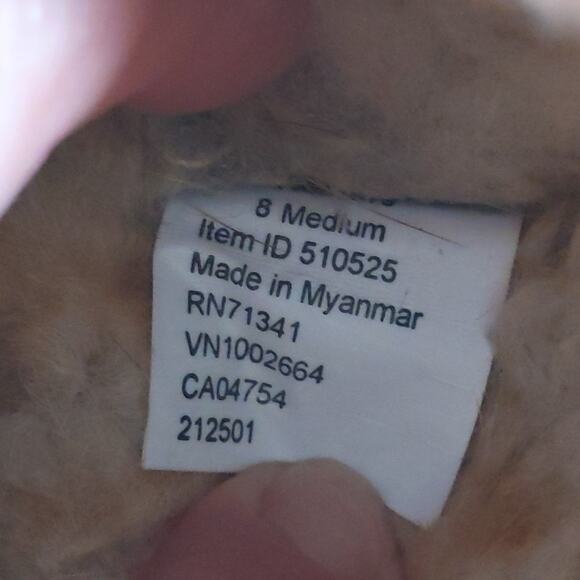 8 Medium
Item ID 510525
Made in Myanmar
RN71341
VN1002664
CA04754
212501